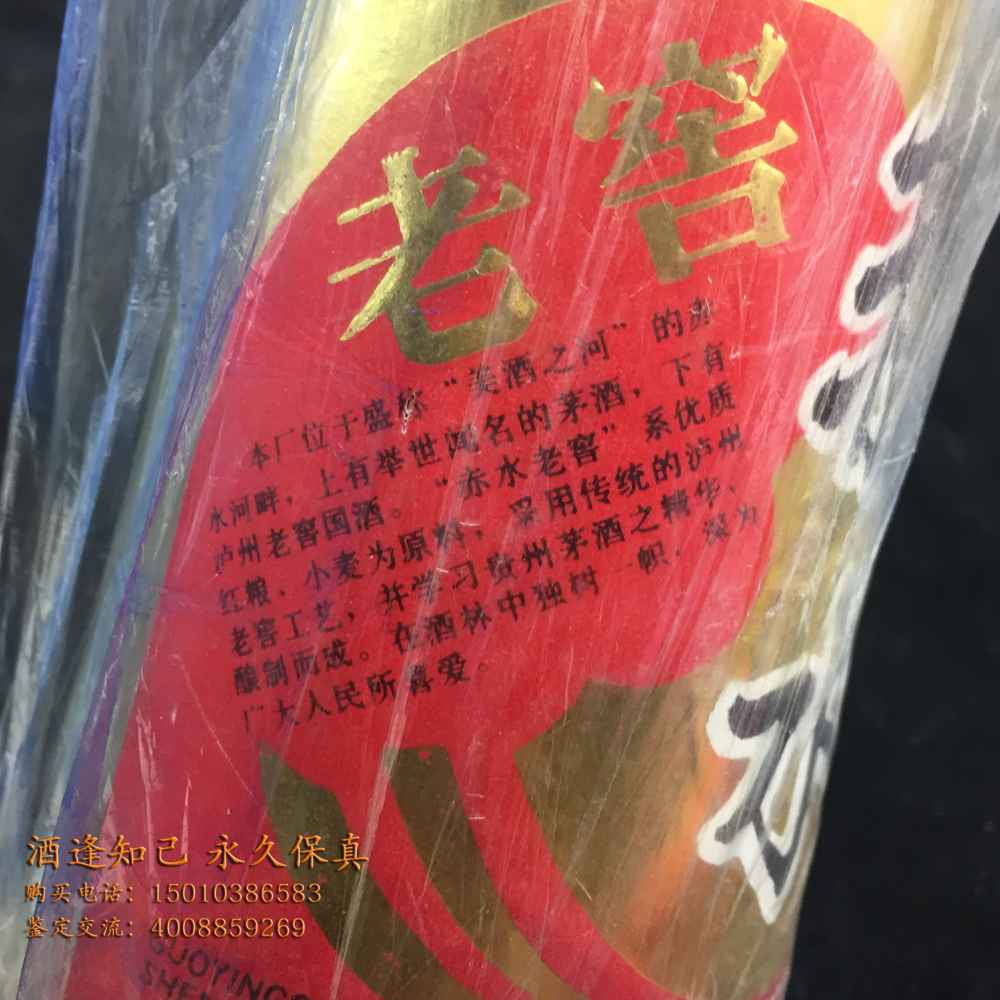 老窖
本厂位于盛称“美酒之河”的赤
水河畔，上有举世闻名的茅酒，下有
泸州老窖国酒。“赤水老窖”系优质
红粮、小麦为原料，采用传统的泸州
老窖工艺，并学习贵州茅酒之精华、
酿制而成。在酒林中独树一帜，深为
广大人民所喜爱。
酒逢知己 永久保真
购买电话：15010386583
鉴定交流：4008859269
GUOYING
SHE